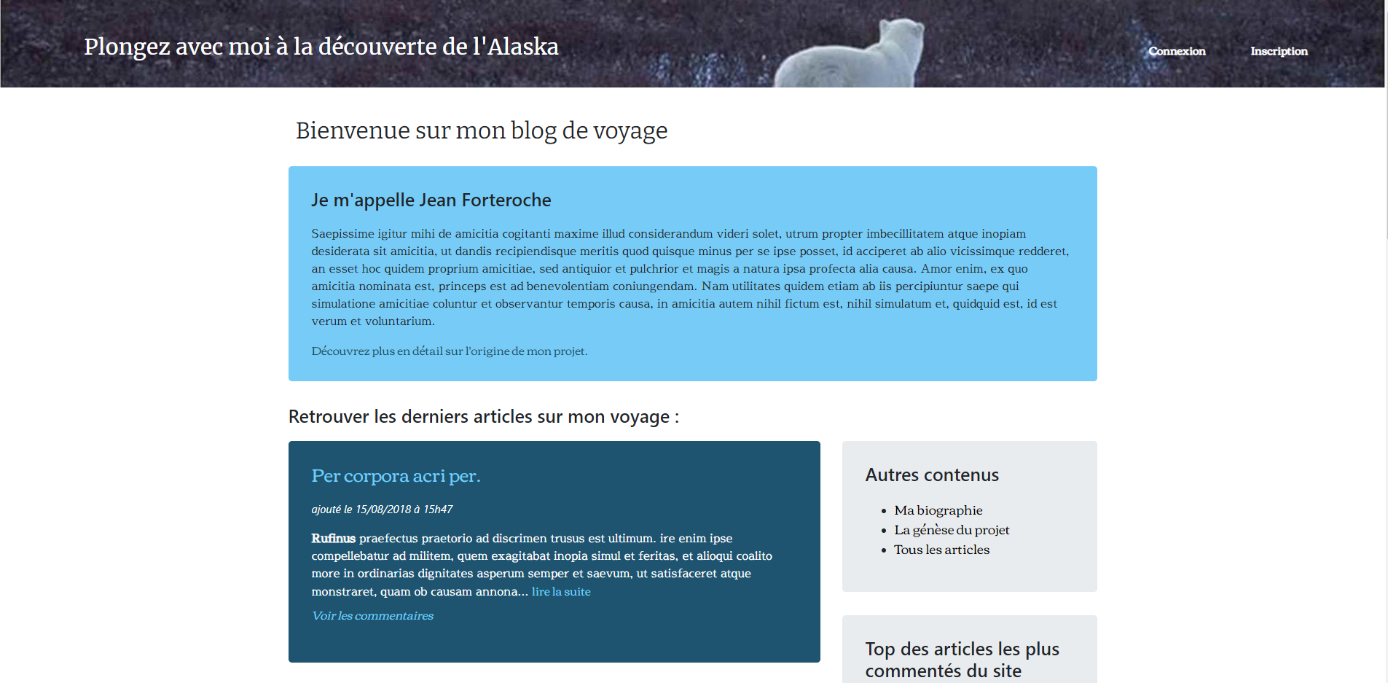 Plongez avec moi à la découverte de l'Alaska
Connexion
Inscription
Bienvenue sur mon blog de voyage
Je m'appelle Jean Forteroche
Saepissime igitur mihi de amicitia cogitanti maxime illud considerandum videri solet, utrum propter imbecillitatem atque inopiam
desiderata sit amicitia, ut dandis recipiendisque meritis quod quisque minus per se ipse posset, id acciperet ab alio vicissimque redderet,
an esset hoc quidem proprium amicitiae, sed antiquior et pulchrior et magis a natura ipsa profecta alia causa. Amor enim, ex quo
amicitia nominata est, princeps est ad benevolentiam coniungendam. Nam utilitates quidem etiam ab iis percipiuntur saepe qui
simulatione amicitiae coluntur et observantur temporis causa, in amicitia autem nihil fictum est, nihil simulatum et, quidquid est, id est
verum et voluntarium.
Découvrez plus en détail sur l'origine de mon projet.
Retrouver les derniers articles sur mon voyage :
Per corpora acri per.
ajouté le 15/08/2018 à 15h47
Rufinus praefectus praetorio ad discrimen trusus est ultimum. ire enim ipse
compellebatur ad militem, quem exagitabat inopia simul et feritas, et alioqui coalito
more in ordinarias dignitates asperum semper et saevum, ut satisfaceret atque
monstraret, quam ob causam annona... lire la suite
Voir les commentaires
Autres contenus
Ma biographie
La génèse du projet
Tous les articles
Top des articles les plus
commentés du site